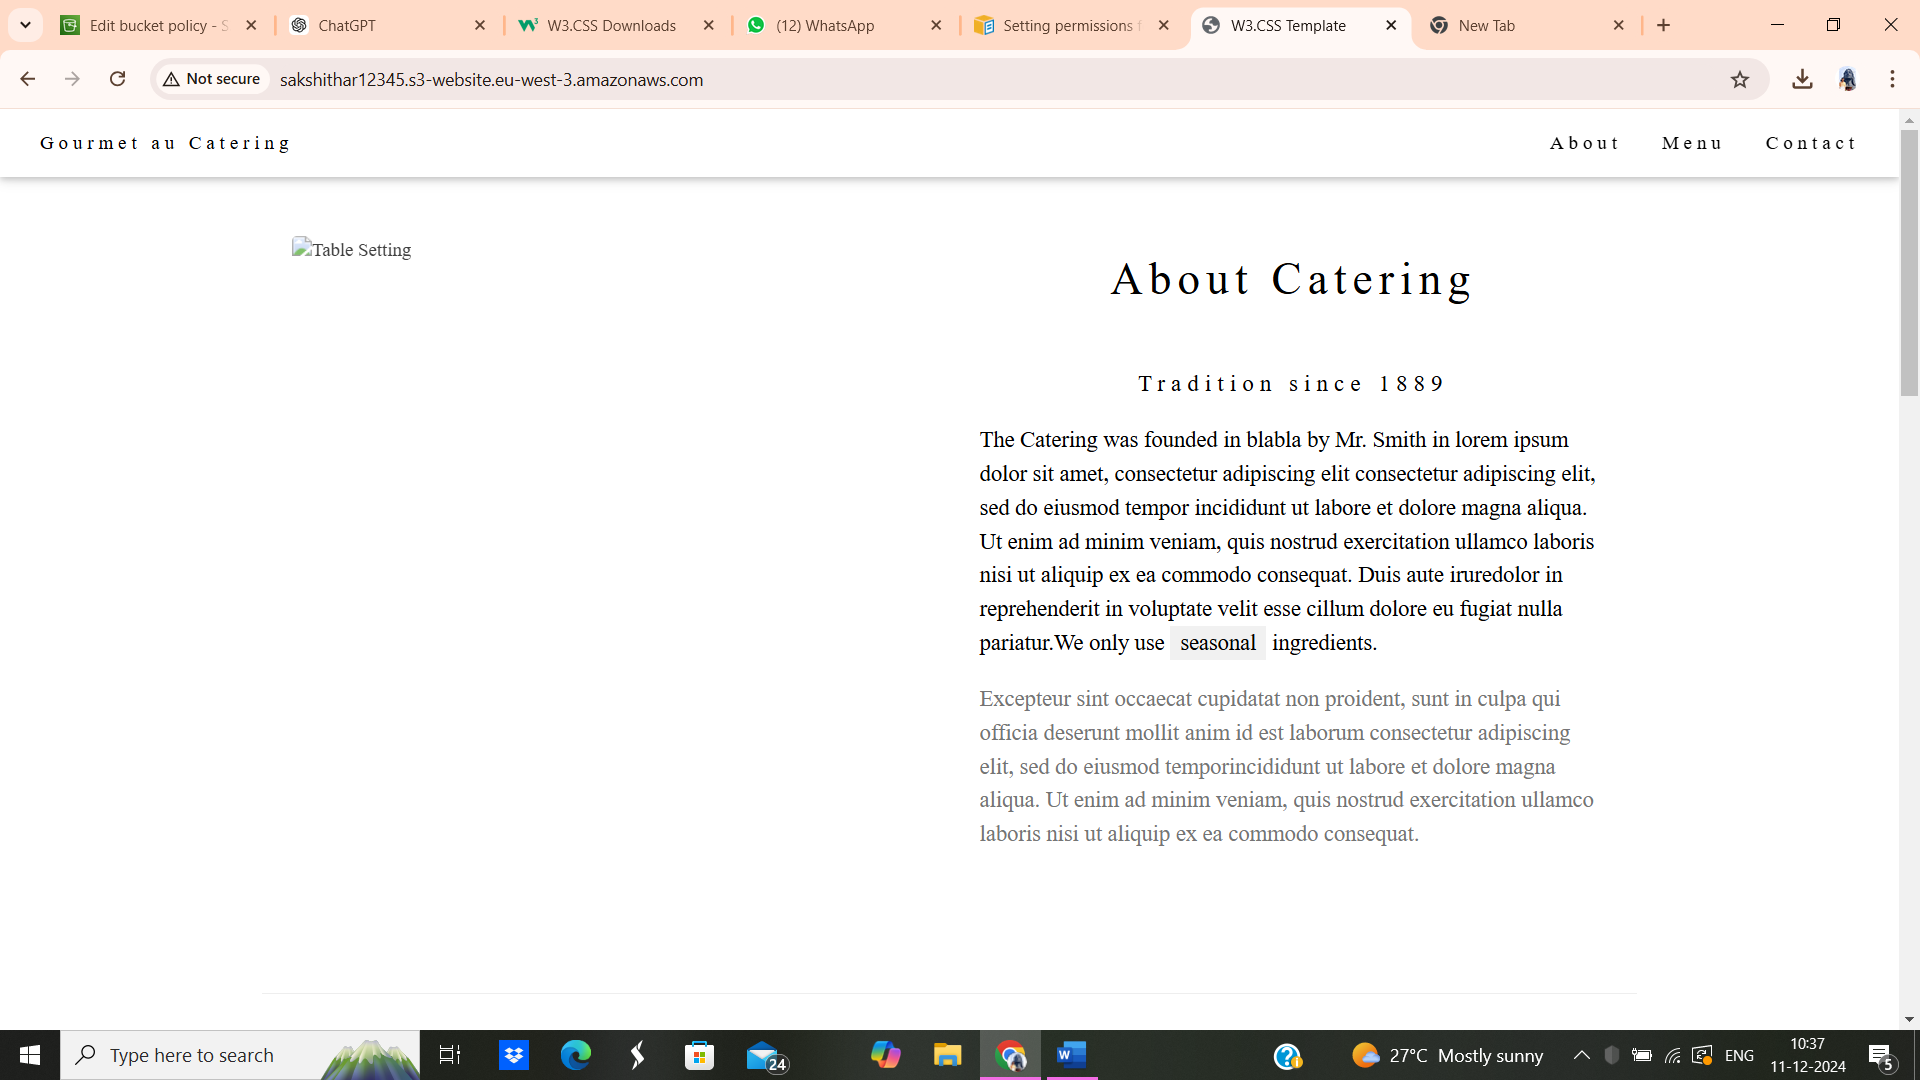 Edit bucket policy - S
ChatGPT
W3.CSS Downloads
(12) WhatsApp
Setting permissions f
W3.CSS Template
New Tab
Not secure
sakshithar12345.s3-website.eu-west-3.amazonaws.com
Gourmet au Catering
About Menu Contact
Table Setting
About Catering
Tradition since 1889
The Catering was founded in blabla by Mr. Smith in lorem ipsum
dolor sit amet, consectetur adipiscing elit consectetur adipiscing elit,
sed do eiusmod tempor incididunt ut labore et dolore magna aliqua.
Ut enim ad minim veniam, quis nostrud exercitation ullamco laboris
nisi ut aliquip ex ea commodo consequat. Duis aute iruredolor in
reprehenderit in voluptate velit esse cillum dolore eu fugiat nulla
pariatur.We only use seasonal ingredients.
Excepteur sint occaecat cupidatat non proident, sunt in culpa qui
officia deserunt mollit anim id est laborum consectetur adipiscing
elit, sed do eiusmod temporincididunt ut labore et dolore magna
aliqua. Ut enim ad minim veniam, quis nostrud exercitation ullamco
laboris nisi ut aliquip ex ea commodo consequat.
Type here to search
24
27°C Mostly sunny
ENG
10:37
11-12-2024
5